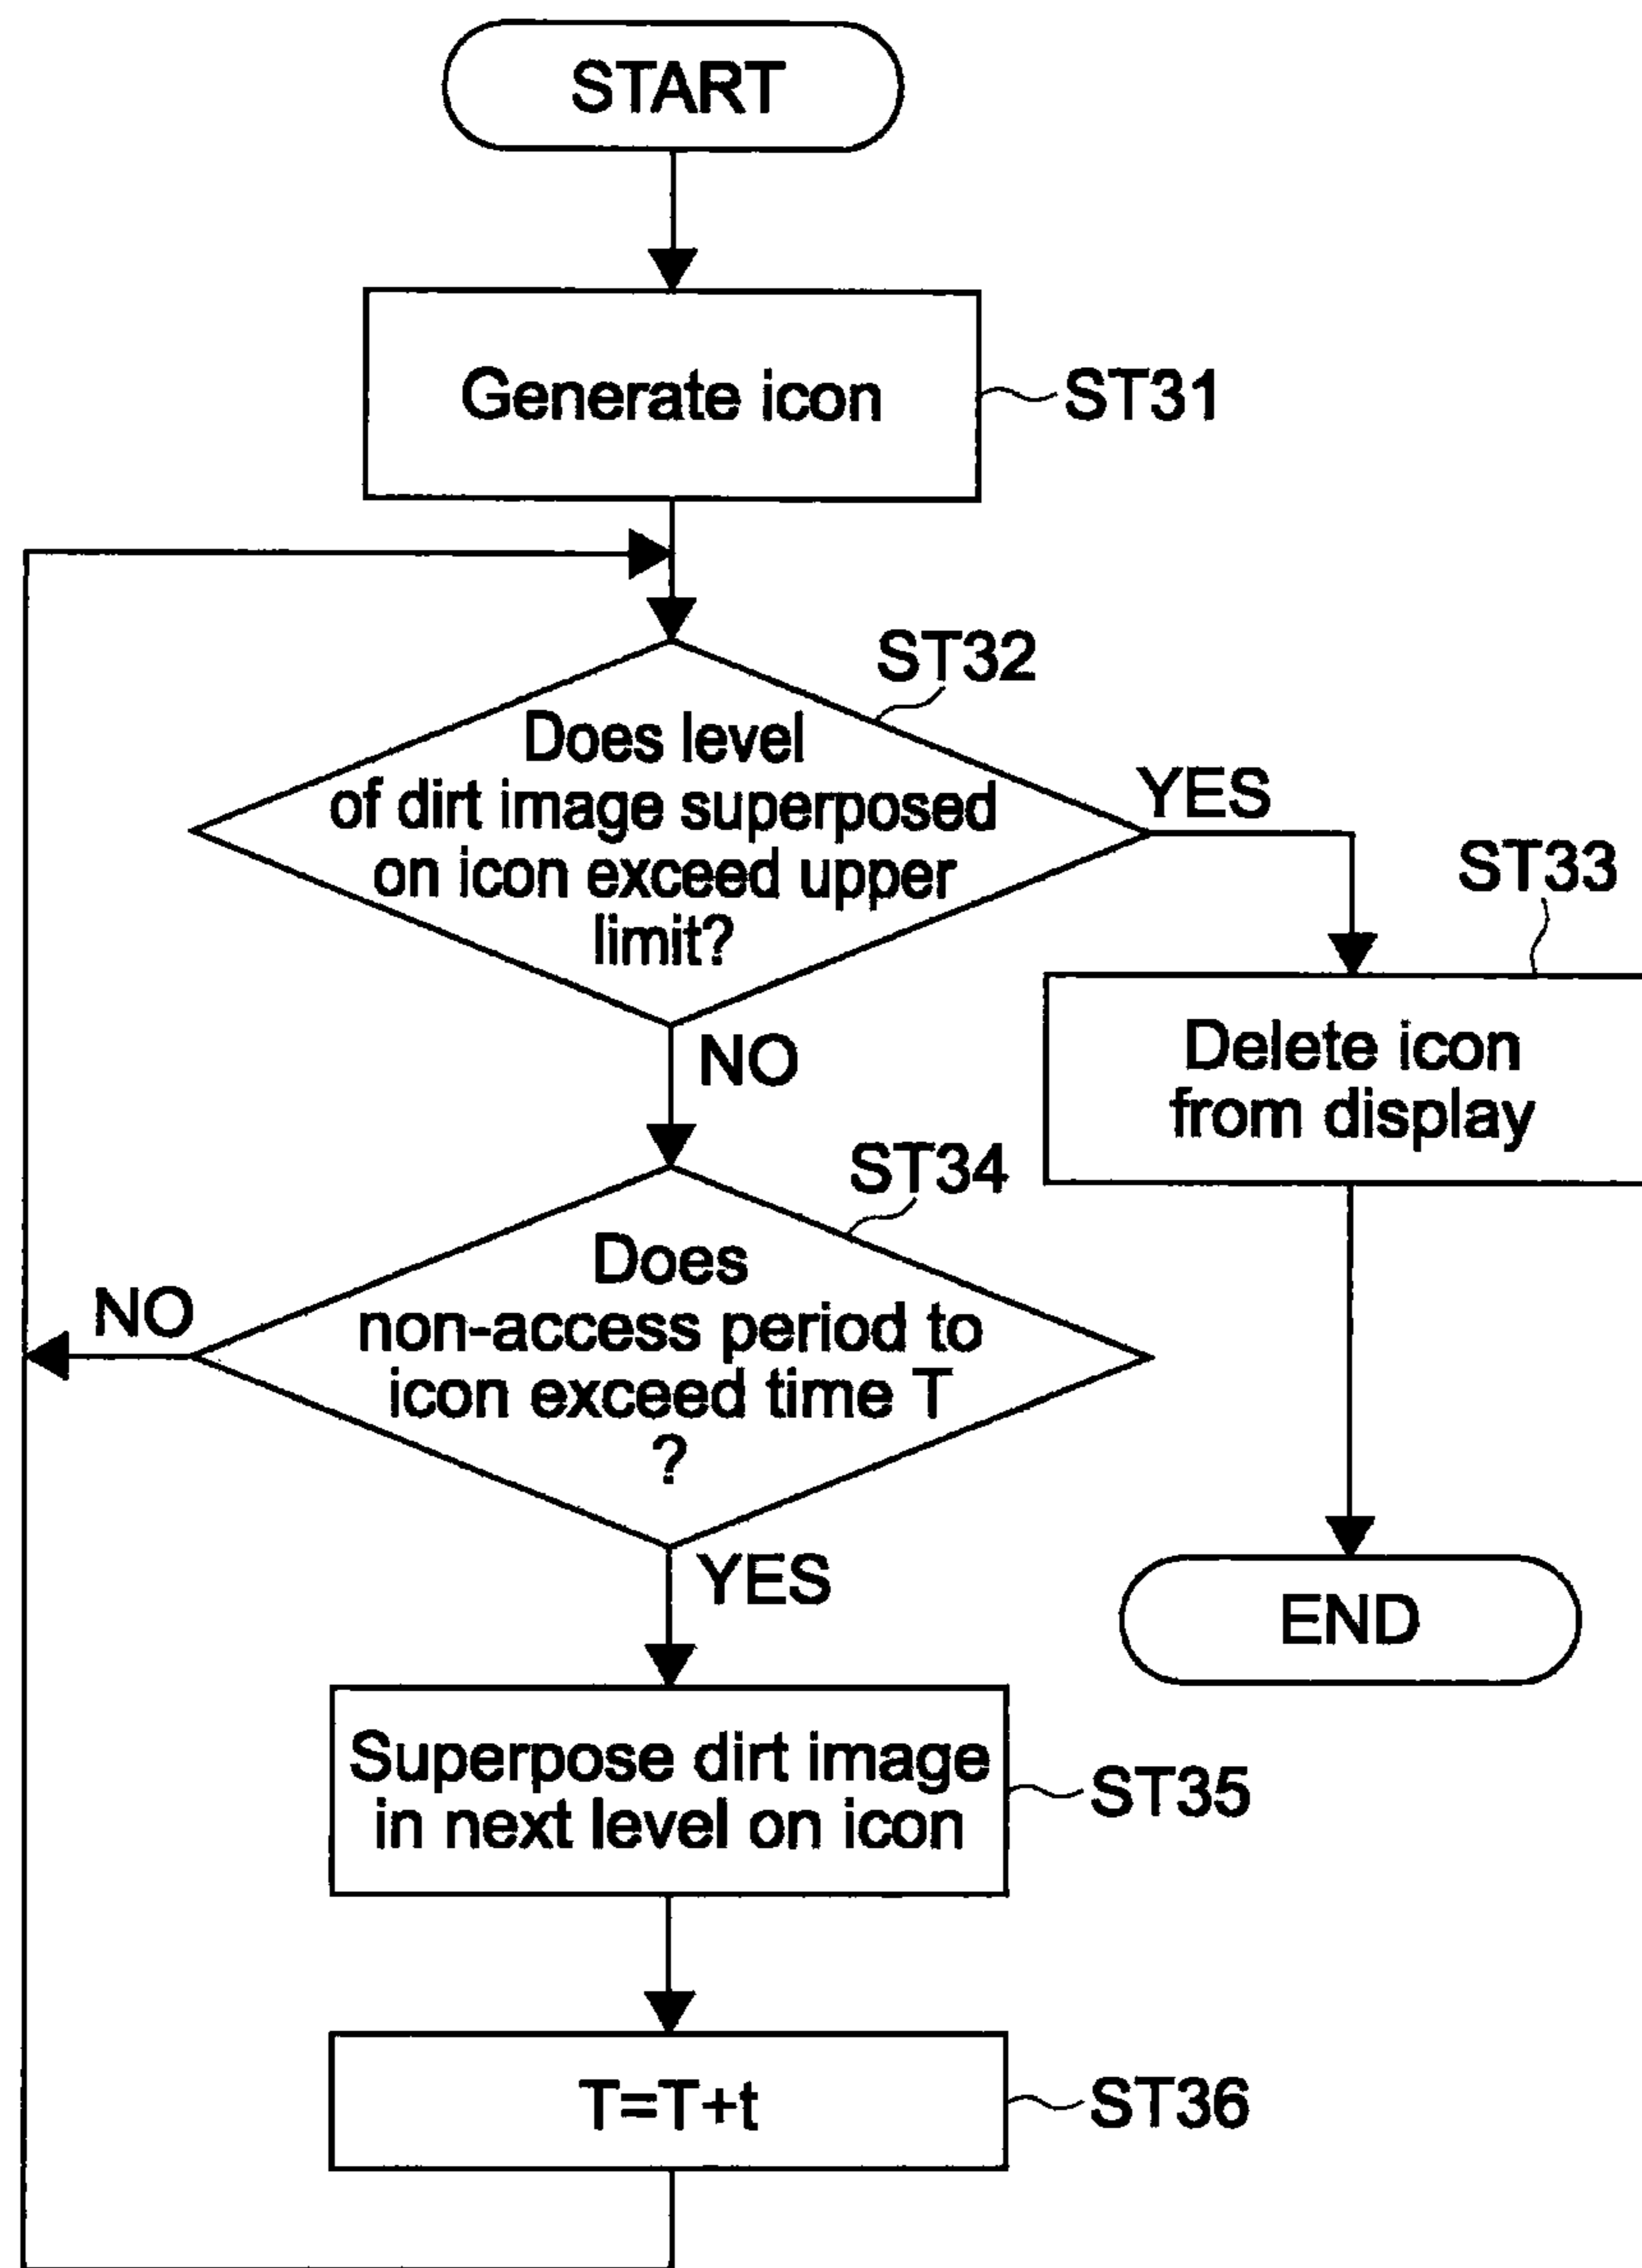 START
Generate icon
ST31
ST32
Does level
of dirt image superposed
on icon exceed upper
limit?
YES
ST33
Delete icon
from display
NO
ST34
Does
non-access period to
icon exceed time T
?
NO
YES
END
Superpose dirt image
in next level on icon
ST35
T=T+t
ST36